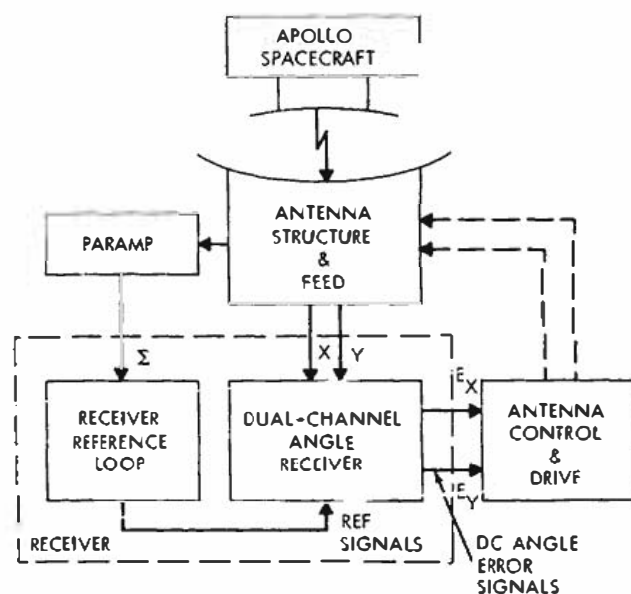 APOLLO
SPACECRAFT
ANTENNA
STRUCTURE
&
FEED
PARAMP
Σ
X Y
RECEIVER
REFERENCE
LOOP
DUAL-CHANNEL
ANGLE
RECEIVER
E_X
E_Y
ANTENNA
CONTROL
&
DRIVE
RECEIVER
REF
SIGNALS
DC ANGLE
ERROR
SIGNALS